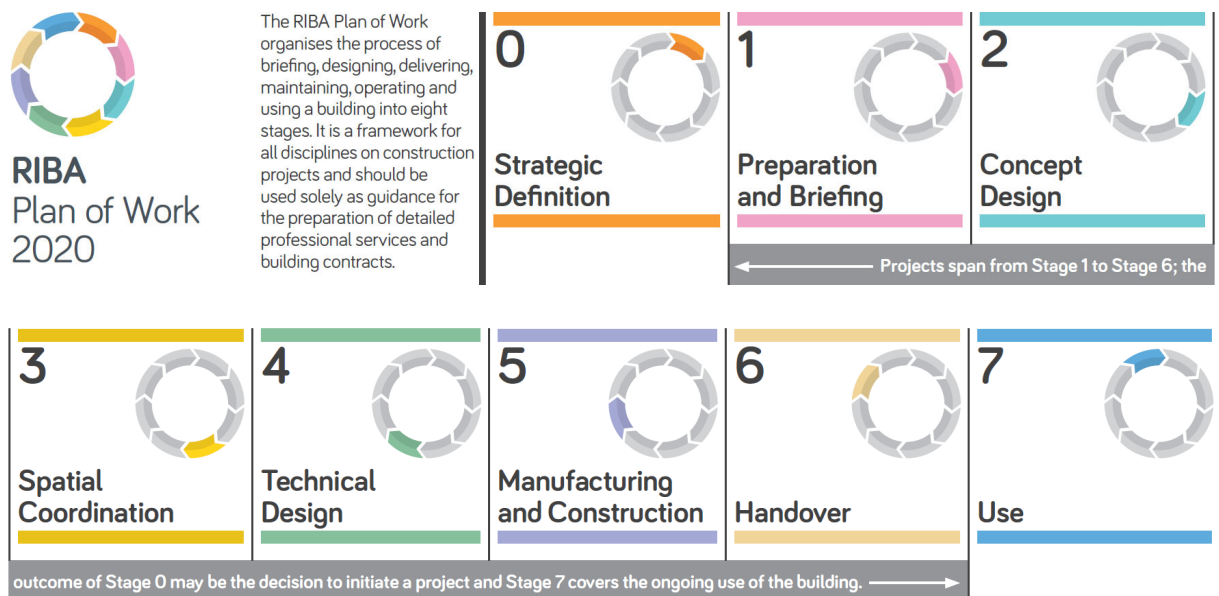 RIBA
Plan of Work
2020
The RIBA Plan of Work
organises the process of
briefing, designing, delivering,
maintaining, operating and
using a building into eight
stages. It is a framework for
all disciplines on construction
projects and should be
used solely as guidance for
the preparation of detailed
professional services and
building contracts.
0
Strategic
Definition
1
Preparation
and Briefing
2
Concept
Design
Projects span from Stage 1 to Stage 6; the
3
Spatial
Coordination
4
Technical
Design
5
Manufacturing
and Construction
6
Handover
7
Use
outcome of Stage 0 may be the decision to initiate a project and Stage 7 covers the ongoing use of the building.